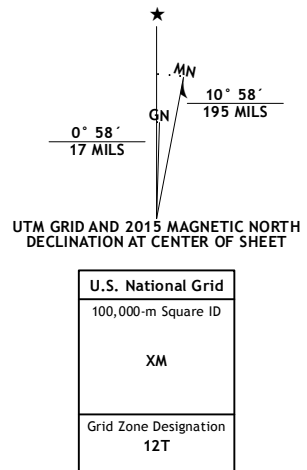 ★
MN
GN
10° 58´
195 MILS
0° 58´
17 MILS
UTM GRID AND 2015 MAGNETIC NORTH
DECLINATION AT CENTER OF SHEET
U.S. National Grid
100,000-m Square ID
XM
Grid Zone Designation
12T